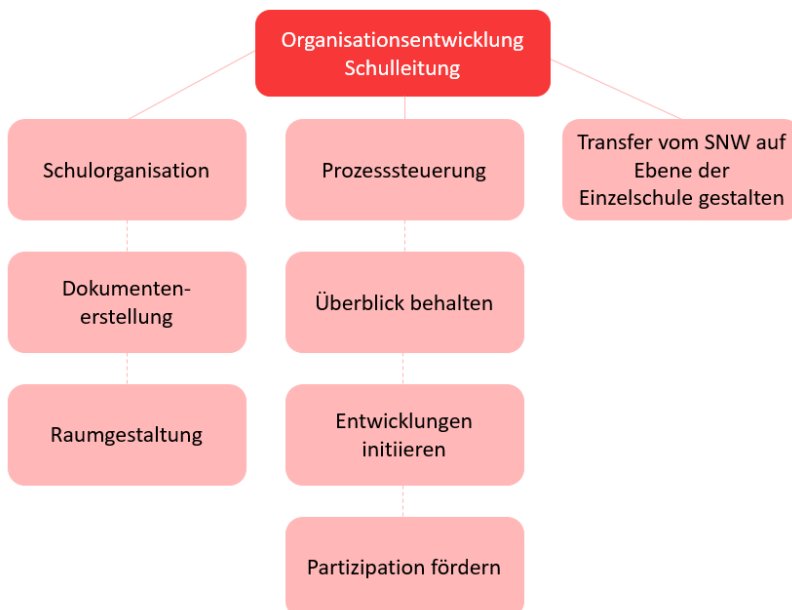 Organisationsentwicklung
Schulleitung
Schulorganisation
Prozesssteuerung
Transfer vom SNW auf
Ebene der
Einzelschule gestalten
Dokumenten-
erstellung
Überblick behalten
Raumgestaltung
Entwicklungen
initiieren
Partizipation fördern